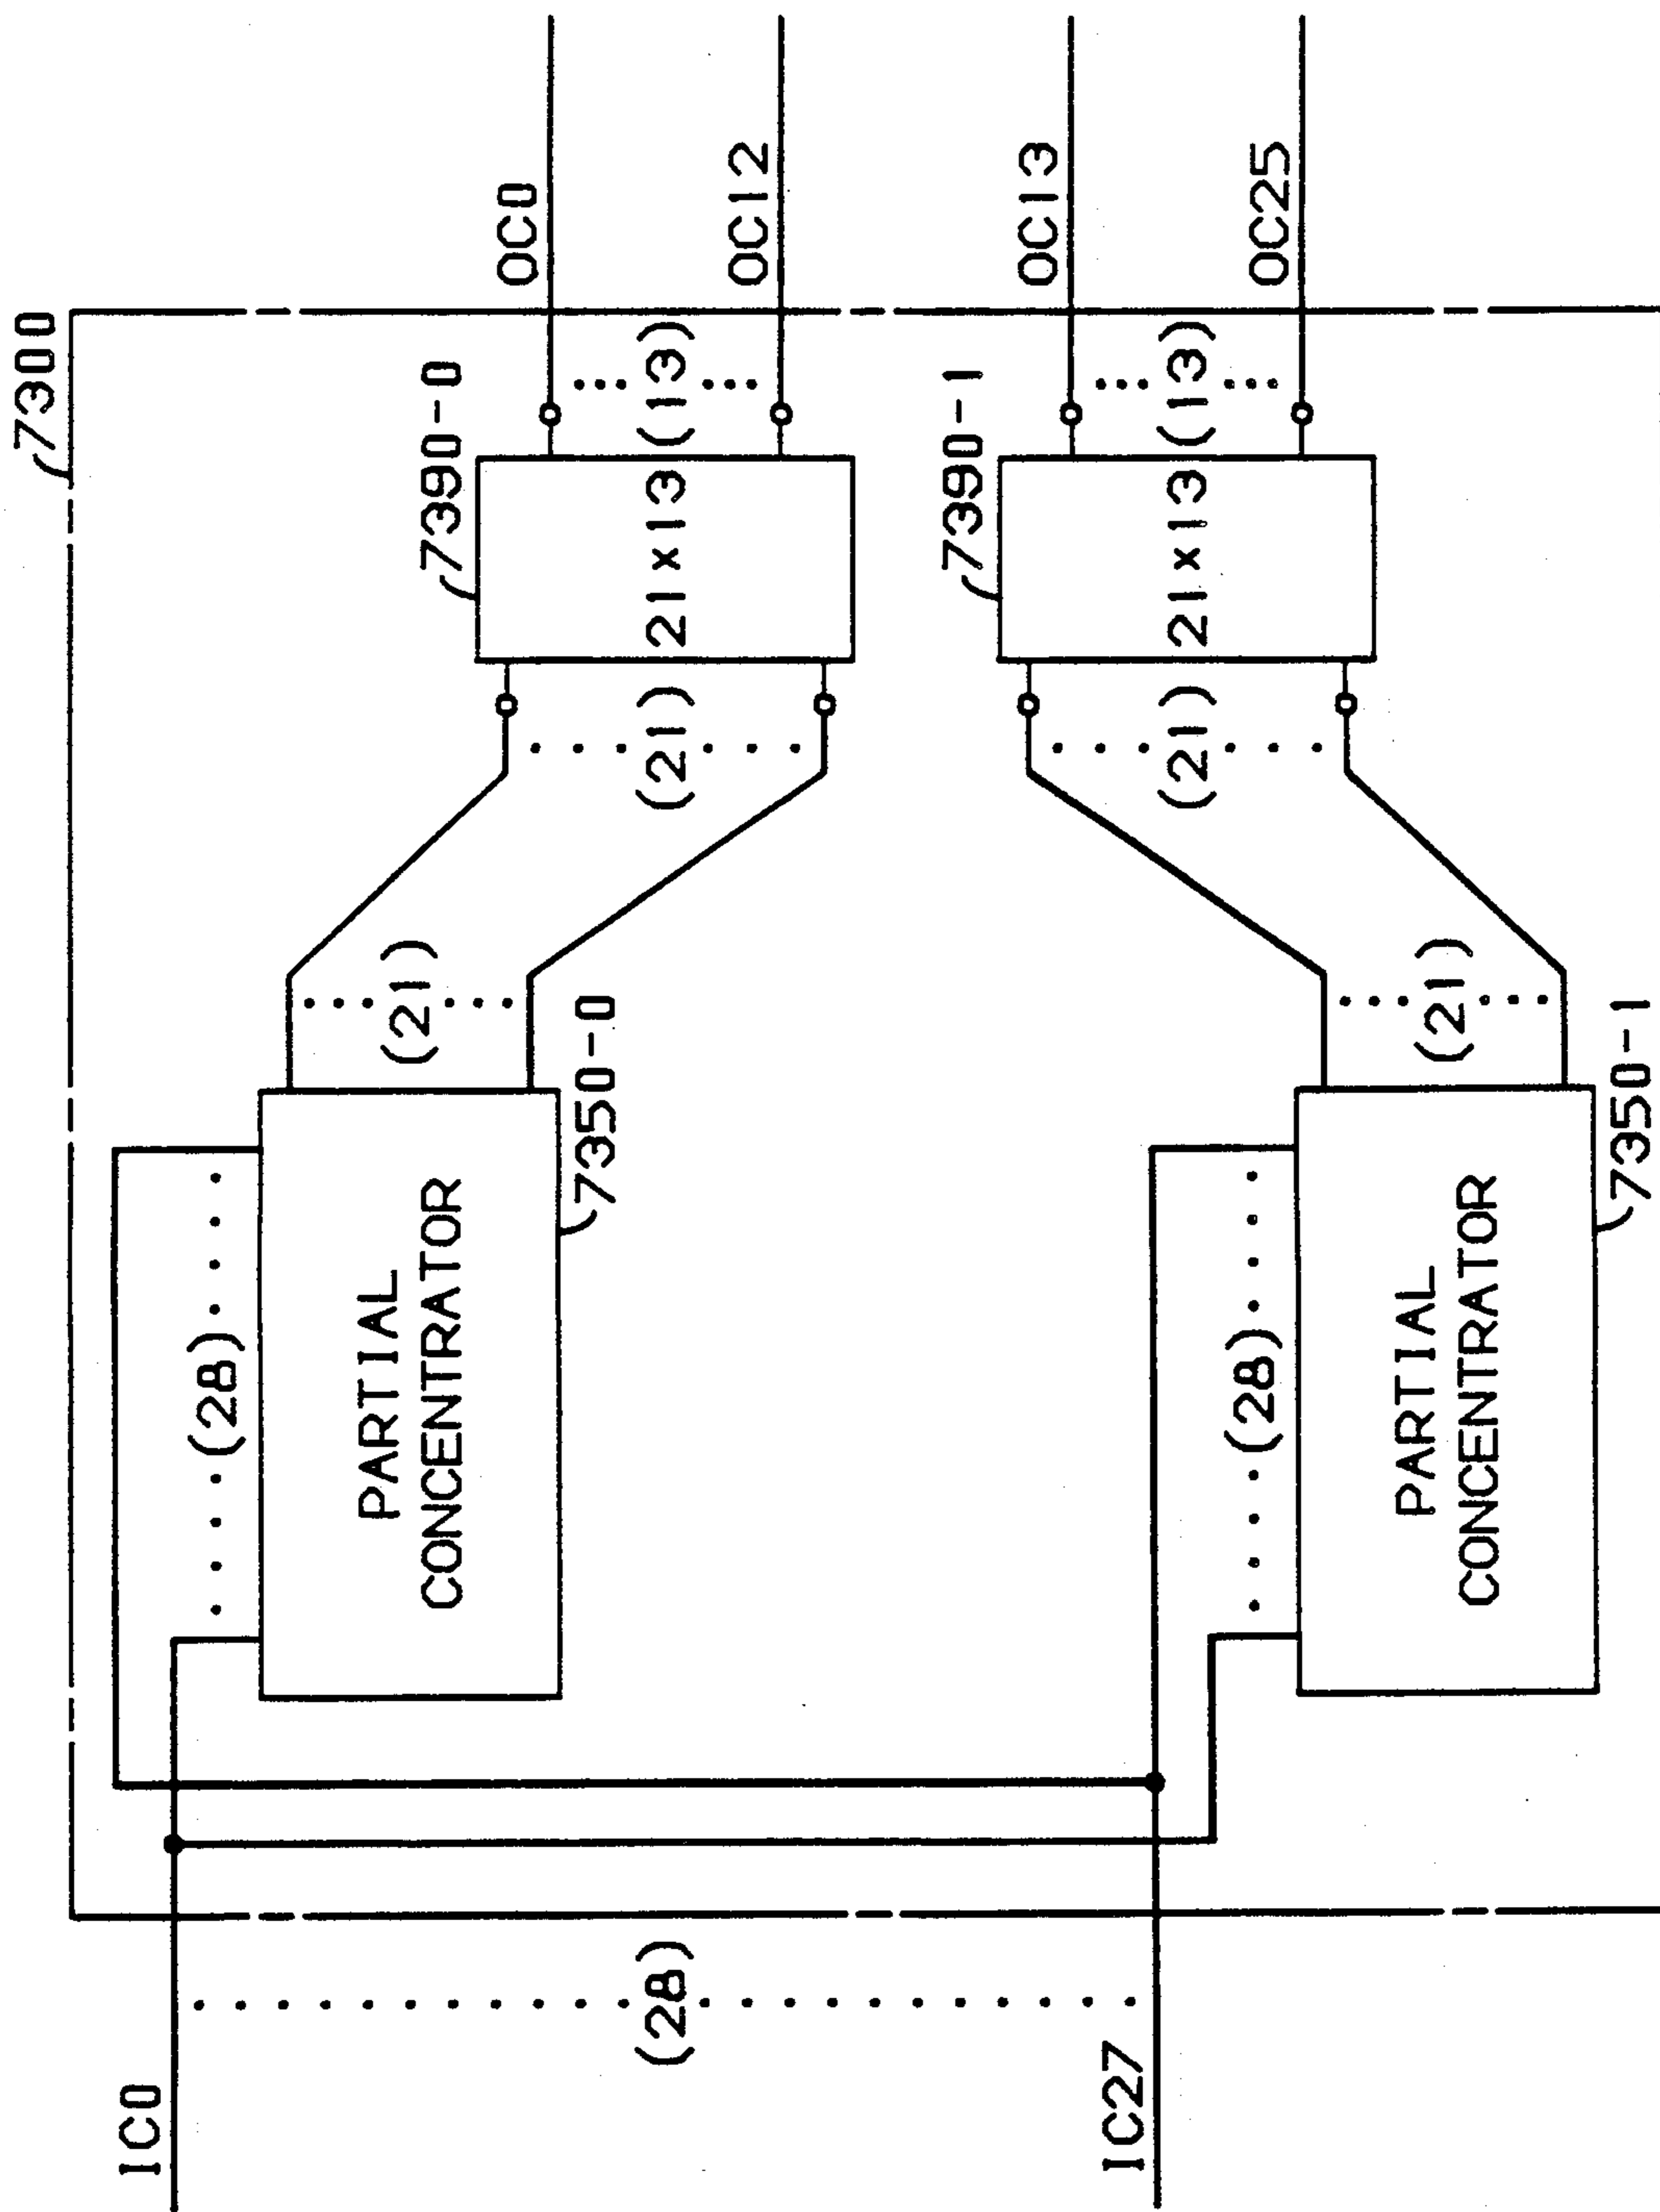 7300
IC0
(28)
IC27
(28)
PARTIAL
CONCENTRATOR
7350-0
(21)
(21)
7390-0
21×13
(13)
OC0
OC12
(28)
PARTIAL
CONCENTRATOR
7350-1
(21)
(21)
7390-1
21×13
(13)
OC13
OC25